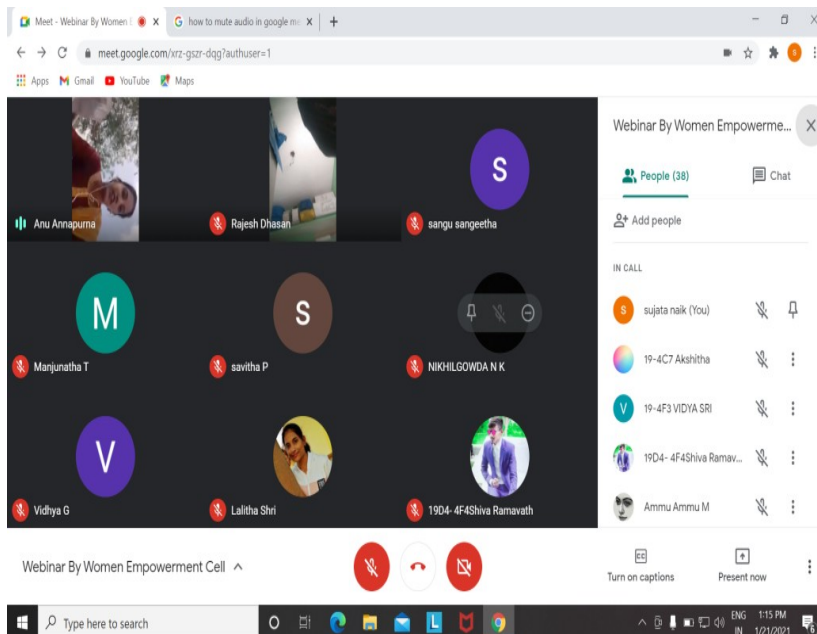 Meet - Webinar By Women E
how to mute audio in google me
meet.google.com/xrz-gszr-dqg?authuser=1
Apps Gmail YouTube Maps
Webinar By Women Empowerme...
People (38) Chat
Add people
IN CALL
sujata naik (You)
19-4C7 Akshitha
19-4F3 VIDYA SRI
19D4- 4F4Shiva Ramav...
Ammu Ammu M
Anu Annapurna
Rajesh Dhasan
S
sangu sangeetha
M
Manjunatha T
S
savitha P
NIKHILGOWDA N K
V
Vidhya G
Lalitha Shri
19D4- 4F4Shiva Ramavath
Webinar By Women Empowerment Cell
Turn on captions
Present now
Type here to search
ENG
IN
1:15 PM
1/21/2021